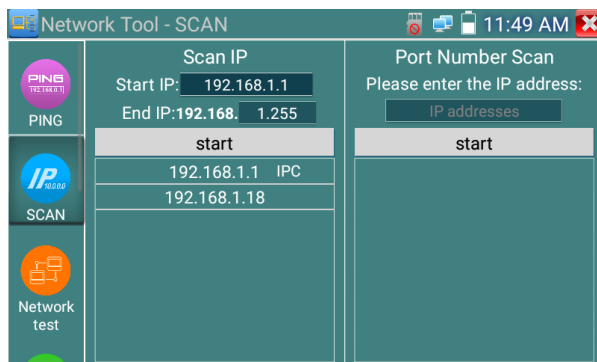 Network Tool - SCAN
11:49 AM
PING
192.168.0.1
PING
IP
10.0.0.0
SCAN
Network
test
Scan IP
Start IP: 192.168.1.1
End IP:192.168. 1.255
start
192.168.1.1 IPC
192.168.1.18
Port Number Scan
Please enter the IP address:
IP addresses
start